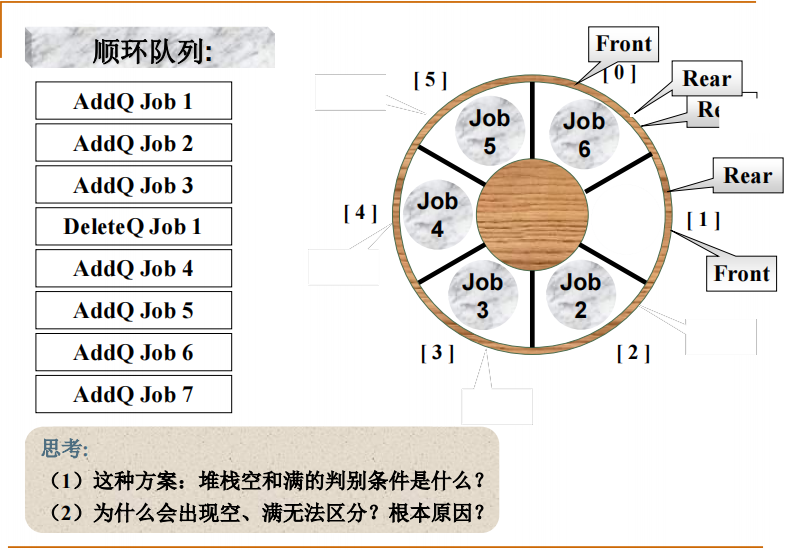 顺环队列:
AddQ Job 1
AddQ Job 2
AddQ Job 3
DeleteQ Job 1
AddQ Job 4
AddQ Job 5
AddQ Job 6
AddQ Job 7
Front
[ 0 ]
Rear
Re
Rear
[ 1 ]
Front
[ 2 ]
[ 3 ]
[ 4 ]
[ 5 ]
Job
5
Job
6
Job
4
Job
3
Job
2
思考:
（1）这种方案：堆栈空和满的判别条件是什么？
（2）为什么会出现空、满无法区分？根本原因？